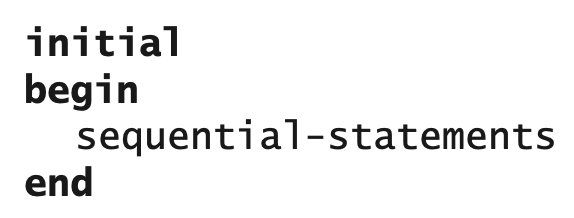 initial
begin
sequential-statements
end